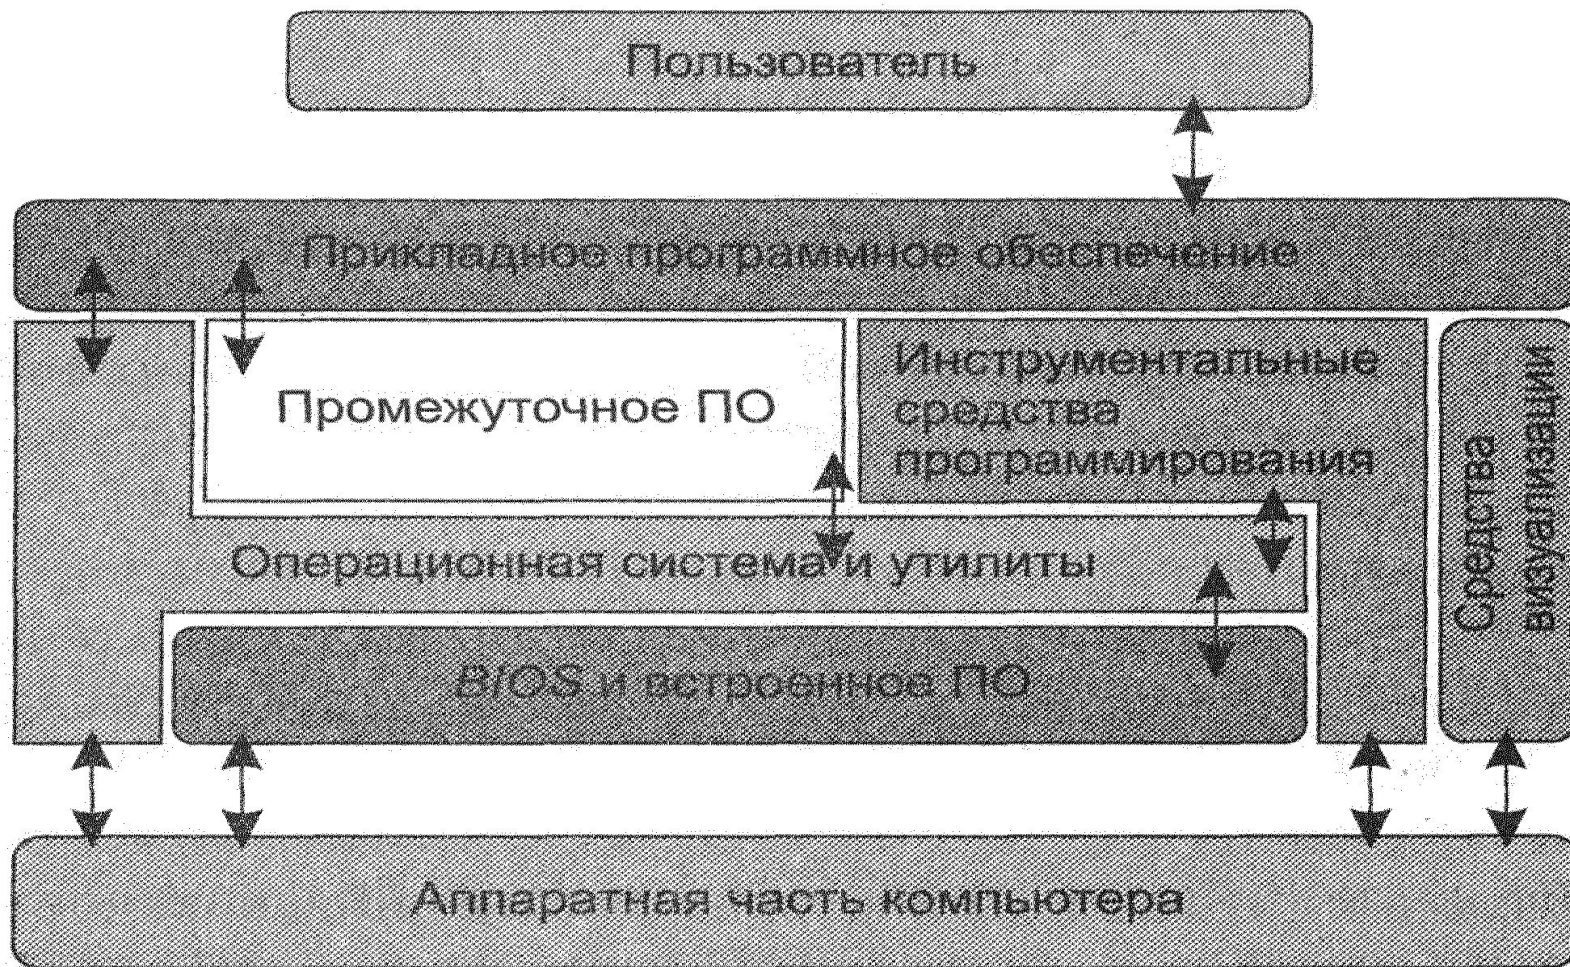 Пользователь
Прикладное программное обеспечение
Промежуточное ПО
Инструментальные
средства
программирования
Средства
визуализации
Операционная система и утилиты
BIOS и встроенное ПО
Аппаратная часть компьютера